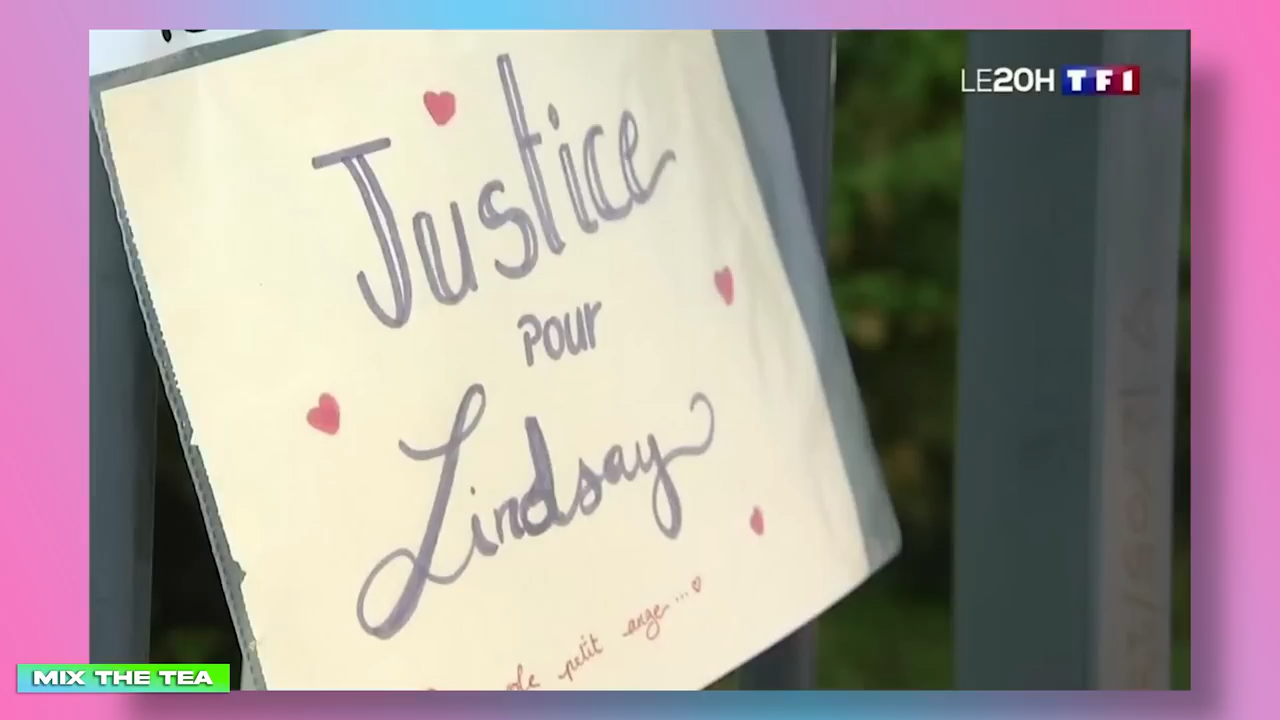 LE20H TF1
Justice
pour
Lindsay
petit ange...
MIX THE TEA